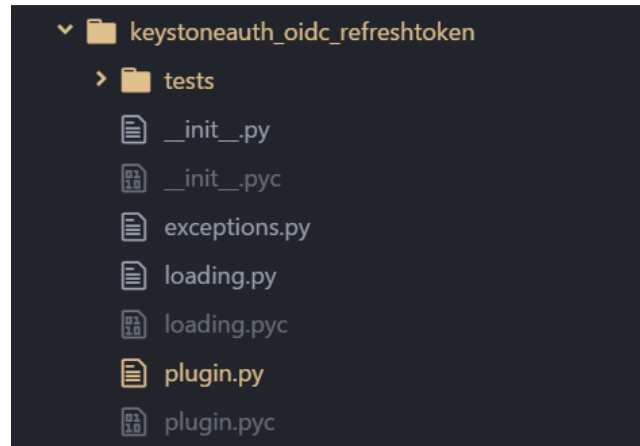 keystoneauth_oidc_refreshtoken
tests
__init__.py
__init__.pyc
exceptions.py
loading.py
loading.pyc
plugin.py
plugin.pyc